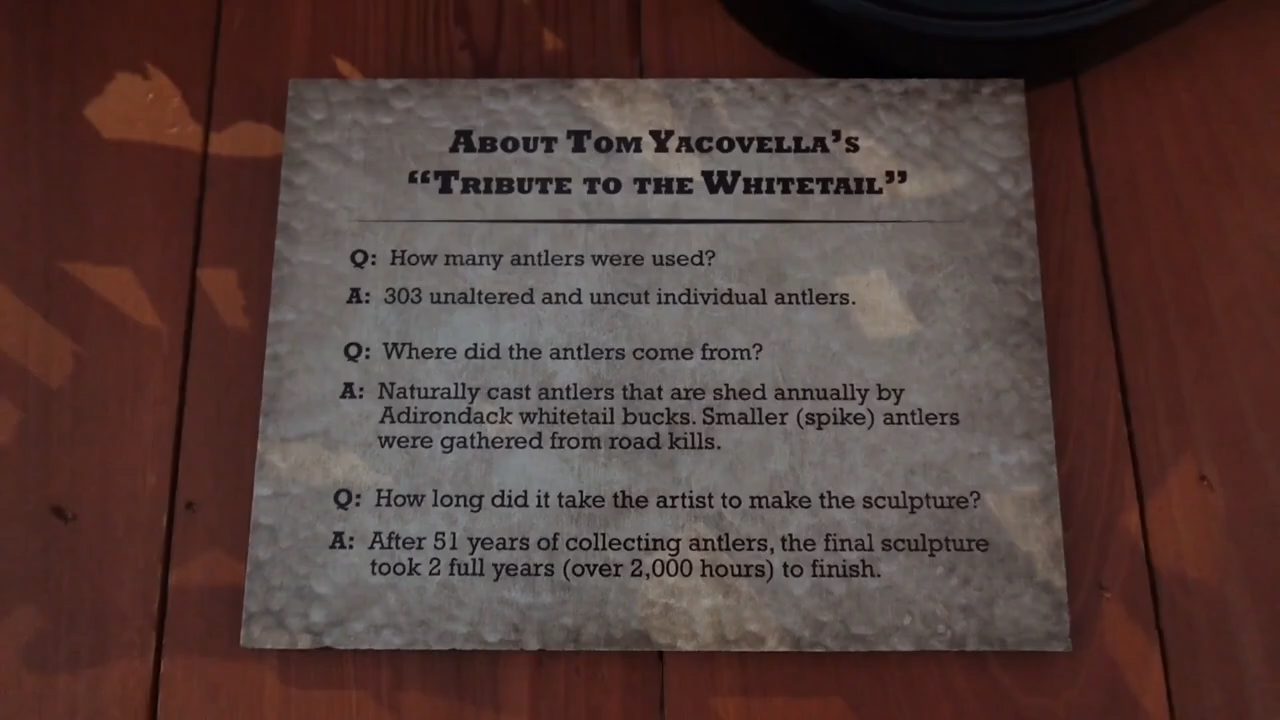 About Tom Yacovella's
“Tribute to the Whitetail”
Q: How many antlers were used?
A: 303 unaltered and uncut individual antlers.
Q: Where did the antlers come from?
A: Naturally cast antlers that are shed annually by
Adirondack whitetail bucks. Smaller (spike) antlers
were gathered from road kills.
Q: How long did it take the artist to make the sculpture?
A: After 51 years of collecting antlers, the final sculpture
took 2 full years (over 2,000 hours) to finish.